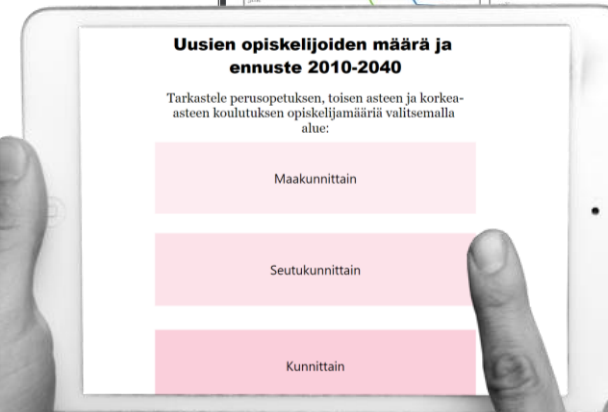 Uusien opiskelijoiden määrä ja
ennuste 2010-2040
Tarkastele perusopetuksen, toisen asteen ja korkea-
asteen koulutuksen opiskelijamääriä valitsemalla
alue:
Maakunnittain
Seutukunnittain
Kunnittain